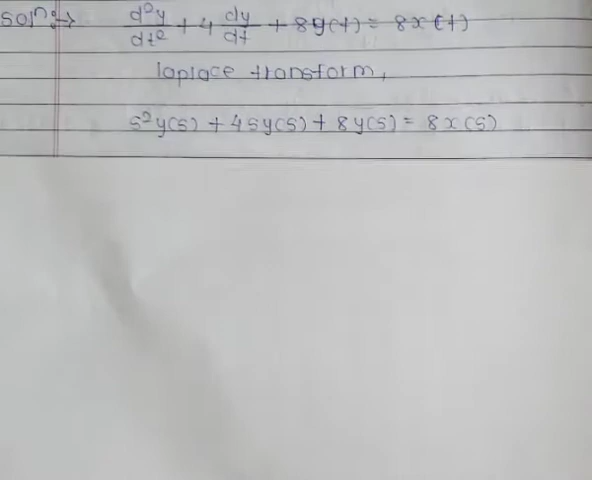 soln:→ d²y/dt² + 4 dy/dt + 8y(t) = 8x(t)
laplace transform,
s²y(s) + 4sy(s) + 8y(s) = 8x(s)